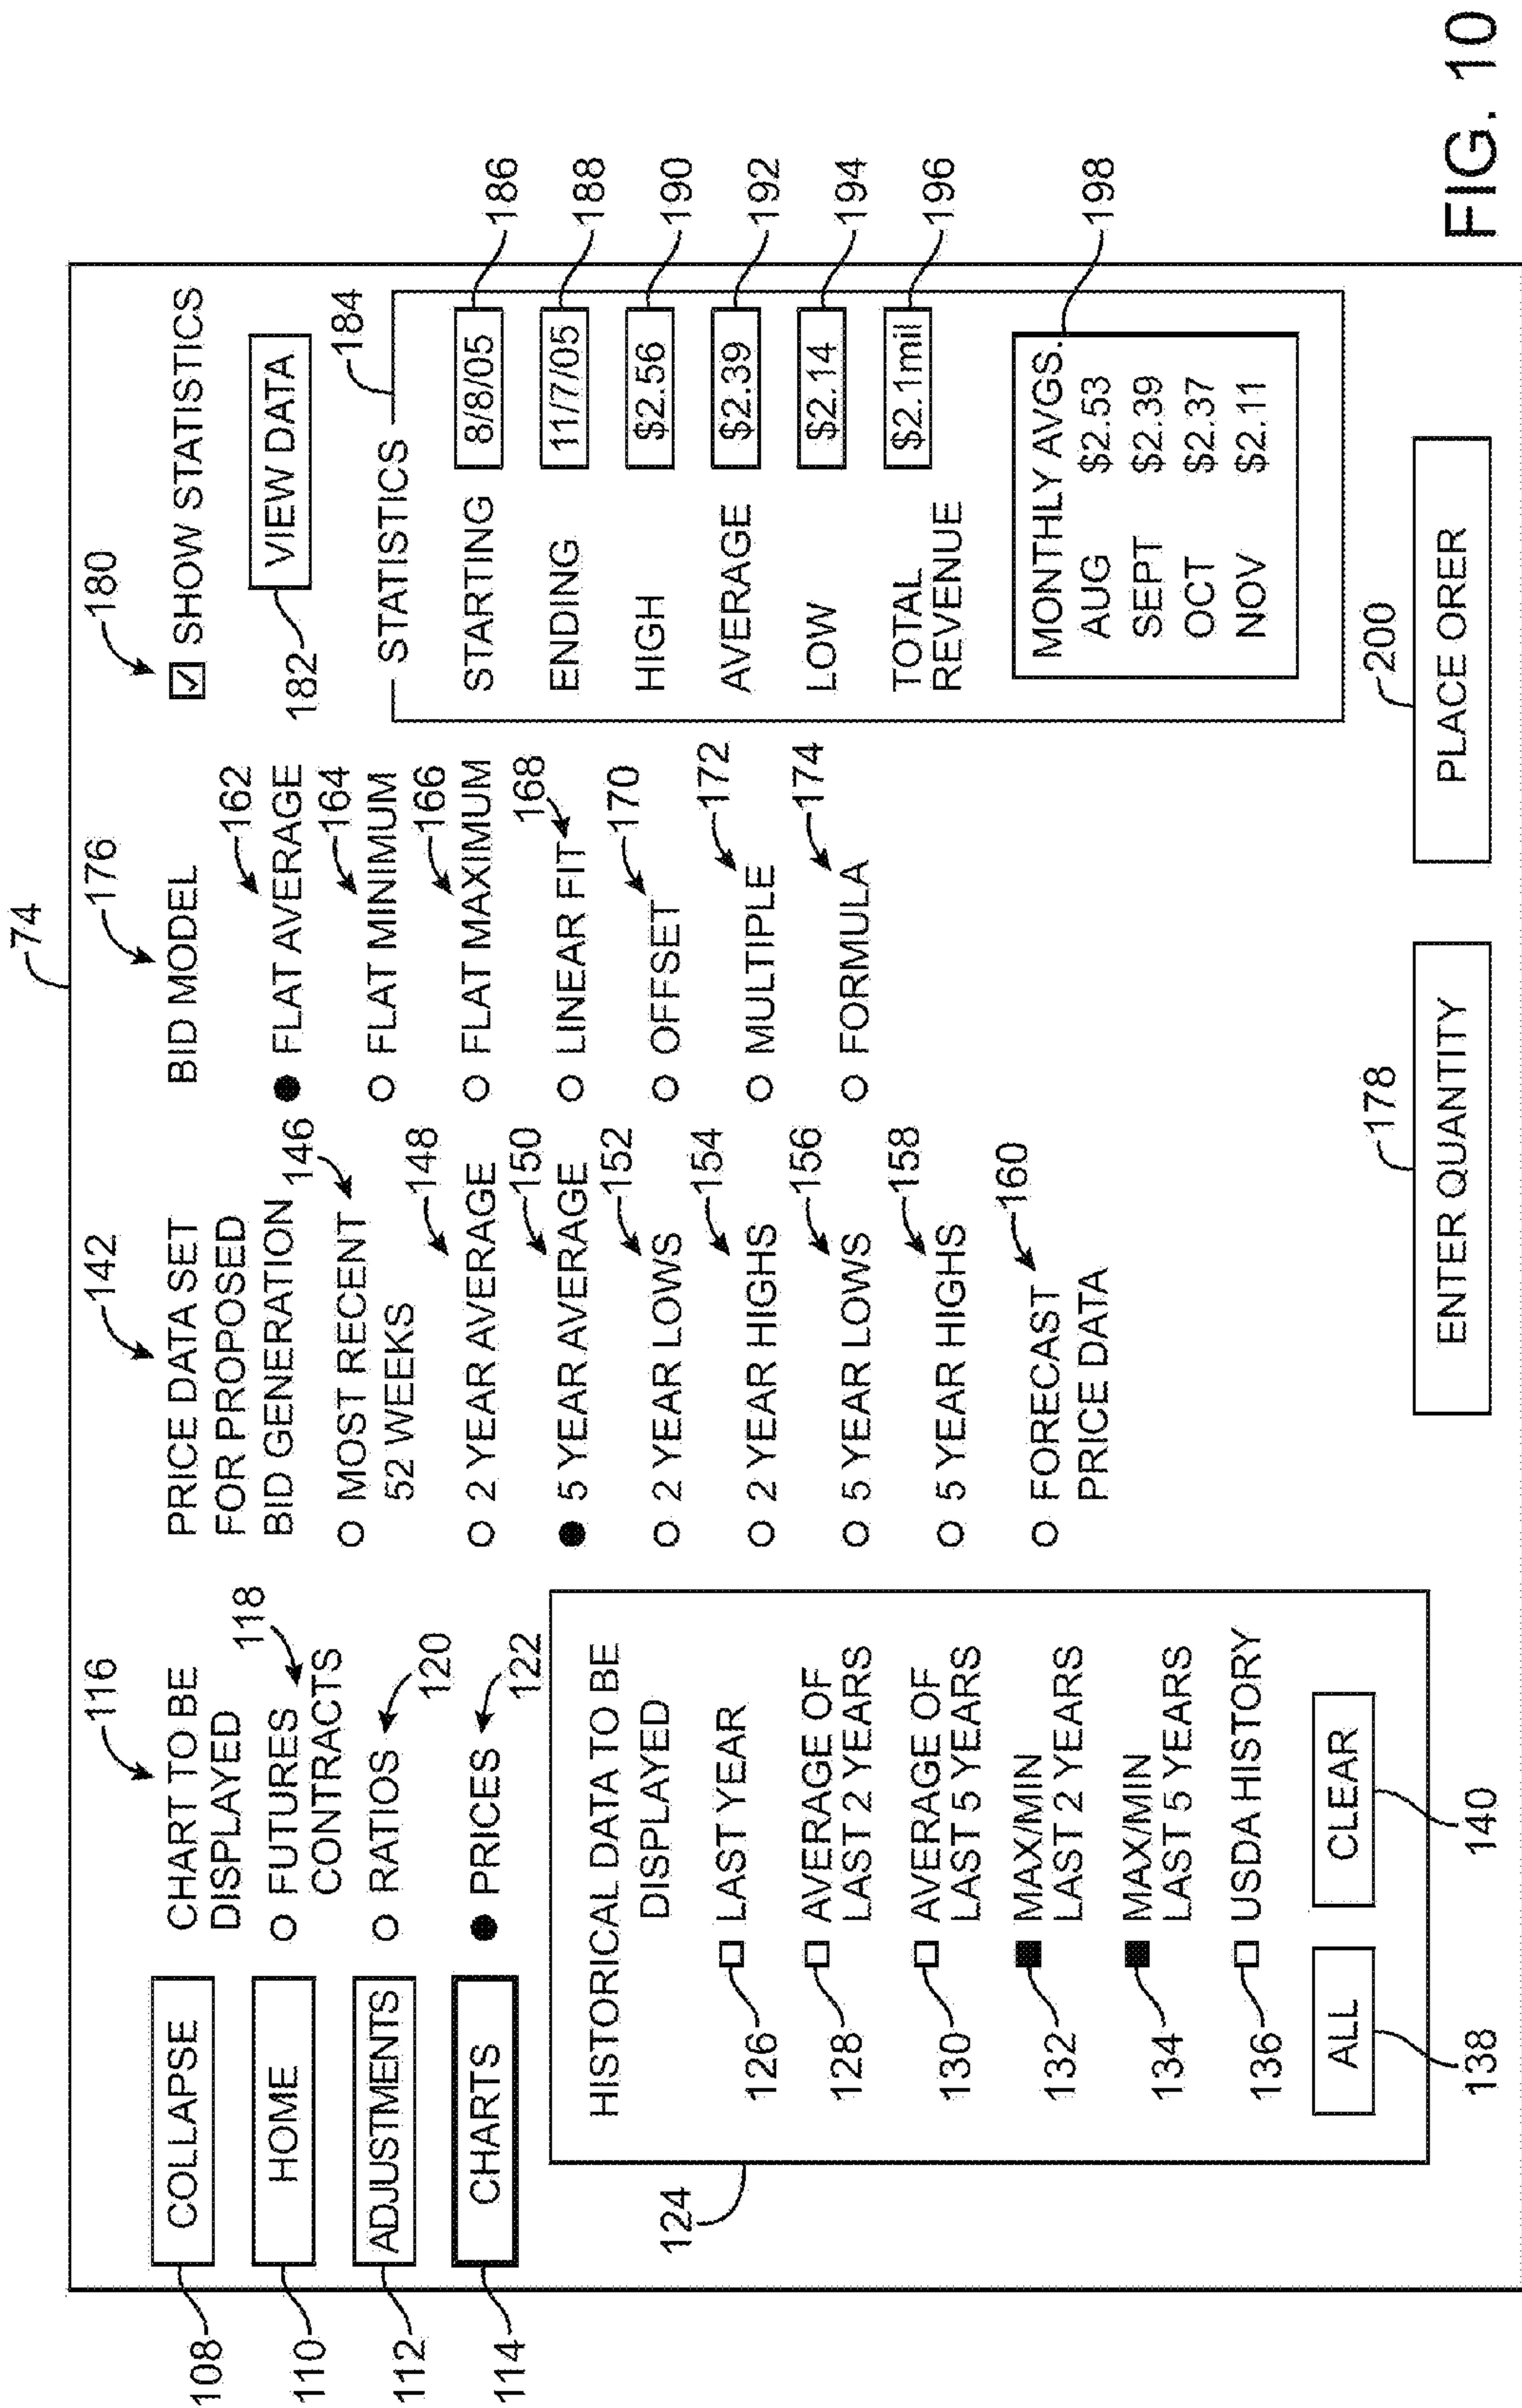 74
108
COLLAPSE
110
HOME
112
ADJUSTMENTS
114
CHARTS
116
CHART TO BE
DISPLAYED
FUTURES
CONTRACTS
118
RATIOS
120
PRICES
122
124
HISTORICAL DATA TO BE
DISPLAYED
126
LAST YEAR
128
AVERAGE OF
LAST 2 YEARS
130
AVERAGE OF
LAST 5 YEARS
132
MAX/MIN
LAST 2 YEARS
134
MAX/MIN
LAST 5 YEARS
136
USDA HISTORY
ALL
CLEAR
138
140
142
PRICE DATA SET
FOR PROPOSED
BID GENERATION
146
MOST RECENT
52 WEEKS
148
2 YEAR AVERAGE
150
5 YEAR AVERAGE
152
2 YEAR LOWS
154
2 YEAR HIGHS
156
5 YEAR LOWS
158
5 YEAR HIGHS
160
FORECAST
PRICE DATA
176
BID MODEL
162
FLAT AVERAGE
164
FLAT MINIMUM
166
FLAT MAXIMUM
168
LINEAR FIT
170
OFFSET
172
MULTIPLE
174
FORMULA
178
ENTER QUANTITY
180
SHOW STATISTICS
182
VIEW DATA
184
STATISTICS
STARTING 8/8/05 186
ENDING 11/7/05 188
HIGH $2.56 190
AVERAGE $2.39 192
LOW $2.14 194
TOTAL
REVENUE $2.1mil 196
MONTHLY AVGS. 198
AUG $2.53
SEPT $2.39
OCT $2.37
NOV $2.11
200
PLACE ORER
FIG. 10